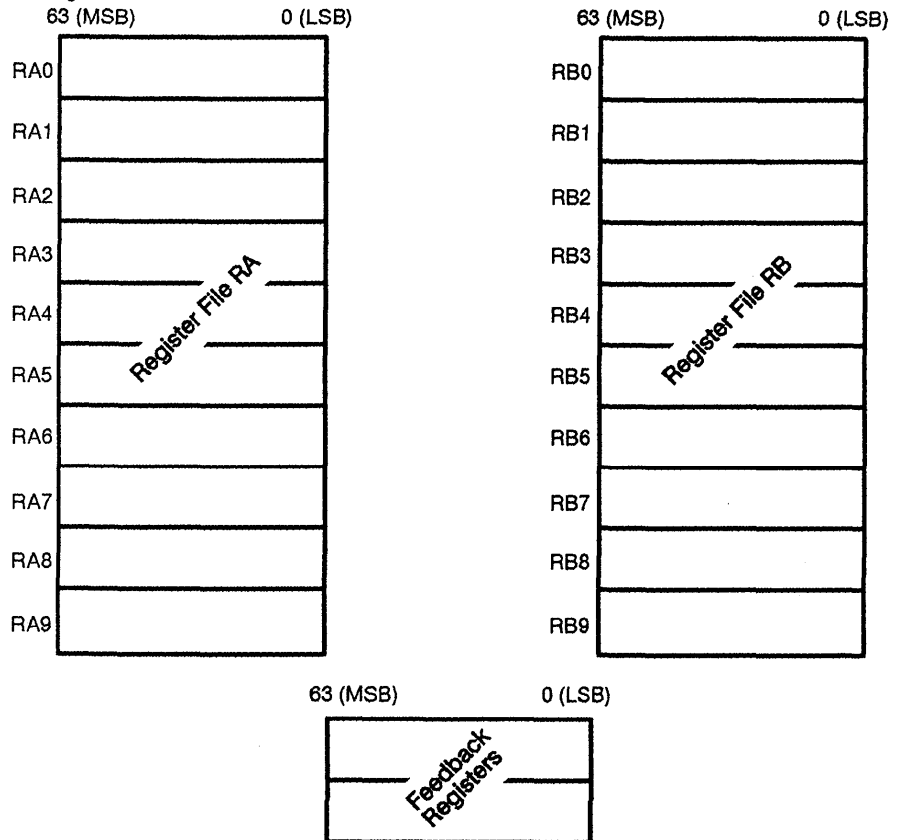 63 (MSB) 0 (LSB)
RA0
RA1
RA2
RA3
RA4
RA5
RA6
RA7
RA8
RA9
Register File RA
63 (MSB) 0 (LSB)
RB0
RB1
RB2
RB3
RB4
RB5
RB6
RB7
RB8
RB9
Register File RB
63 (MSB) 0 (LSB)
Feedback
Registers